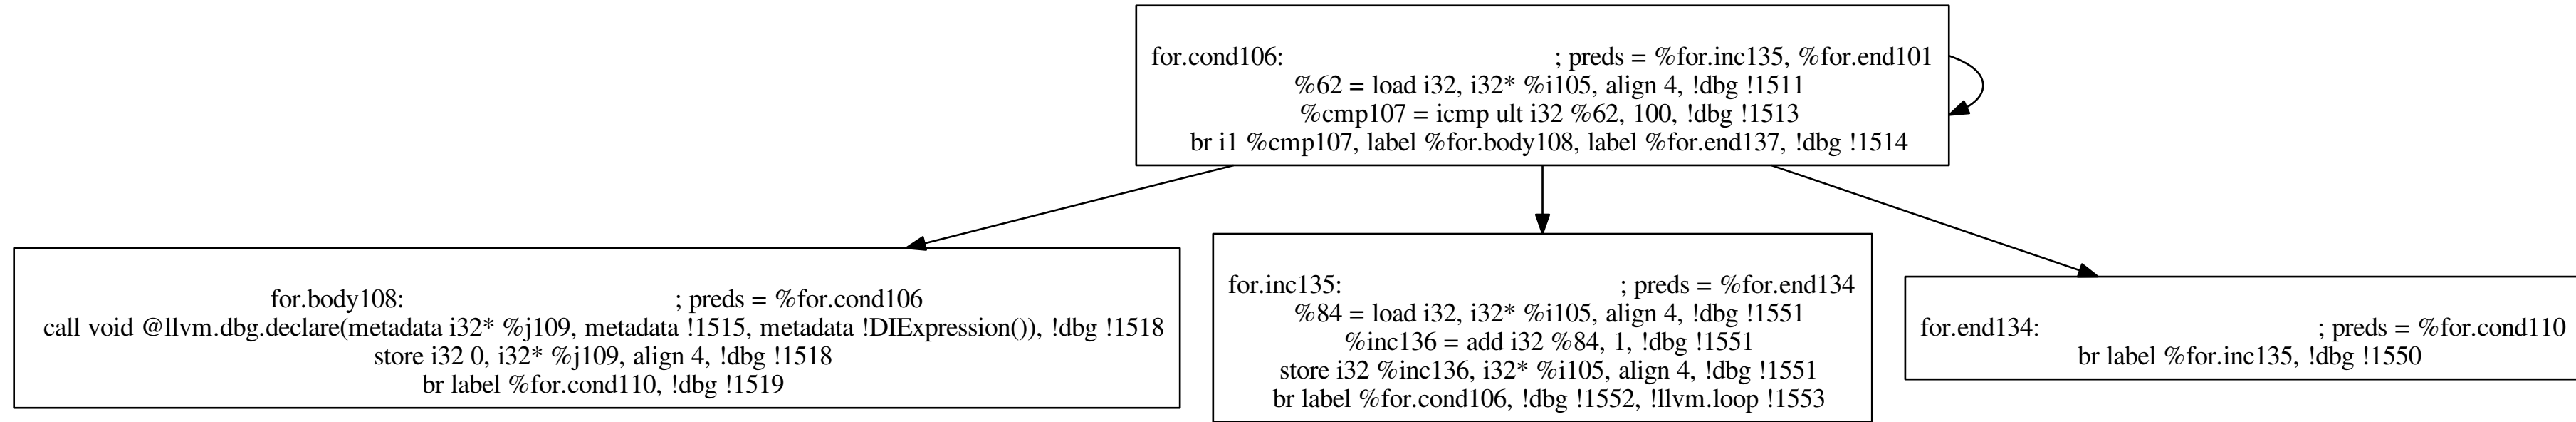 for.cond106: ; preds = %for.inc135, %for.end101
%62 = load i32, i32* %i105, align 4, !dbg !1511
%cmp107 = icmp ult i32 %62, 100, !dbg !1513
br i1 %cmp107, label %for.body108, label %for.end137, !dbg !1514
for.body108: ; preds = %for.cond106
call void @llvm.dbg.declare(metadata i32* %j109, metadata !1515, metadata !DIExpression()), !dbg !1518
store i32 0, i32* %j109, align 4, !dbg !1518
br label %for.cond110, !dbg !1519
for.inc135: ; preds = %for.end134
%84 = load i32, i32* %i105, align 4, !dbg !1551
%inc136 = add i32 %84, 1, !dbg !1551
store i32 %inc136, i32* %i105, align 4, !dbg !1551
br label %for.cond106, !dbg !1552, !llvm.loop !1553
for.end134: ; preds = %for.cond110
br label %for.inc135, !dbg !1550